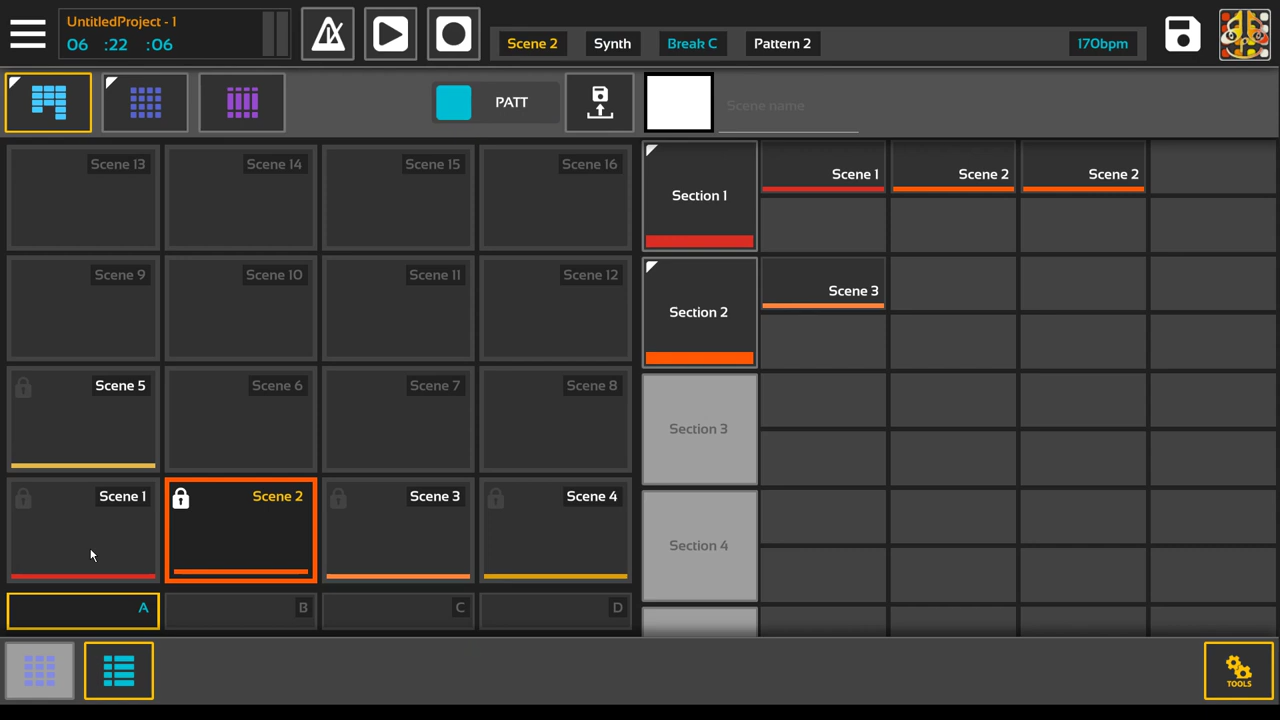 UntitledProject - 1
06 :22 :06
Scene 2 Synth Break C Pattern 2 170bpm
PATT
Scene name
Scene 13 Scene 14 Scene 15 Scene 16
Scene 9 Scene 10 Scene 11 Scene 12
Scene 5 Scene 6 Scene 7 Scene 8
Scene 1 Scene 2 Scene 3 Scene 4
A B C D
Section 1 Scene 1 Scene 2 Scene 2
Section 2 Scene 3
Section 3
Section 4
TOOLS